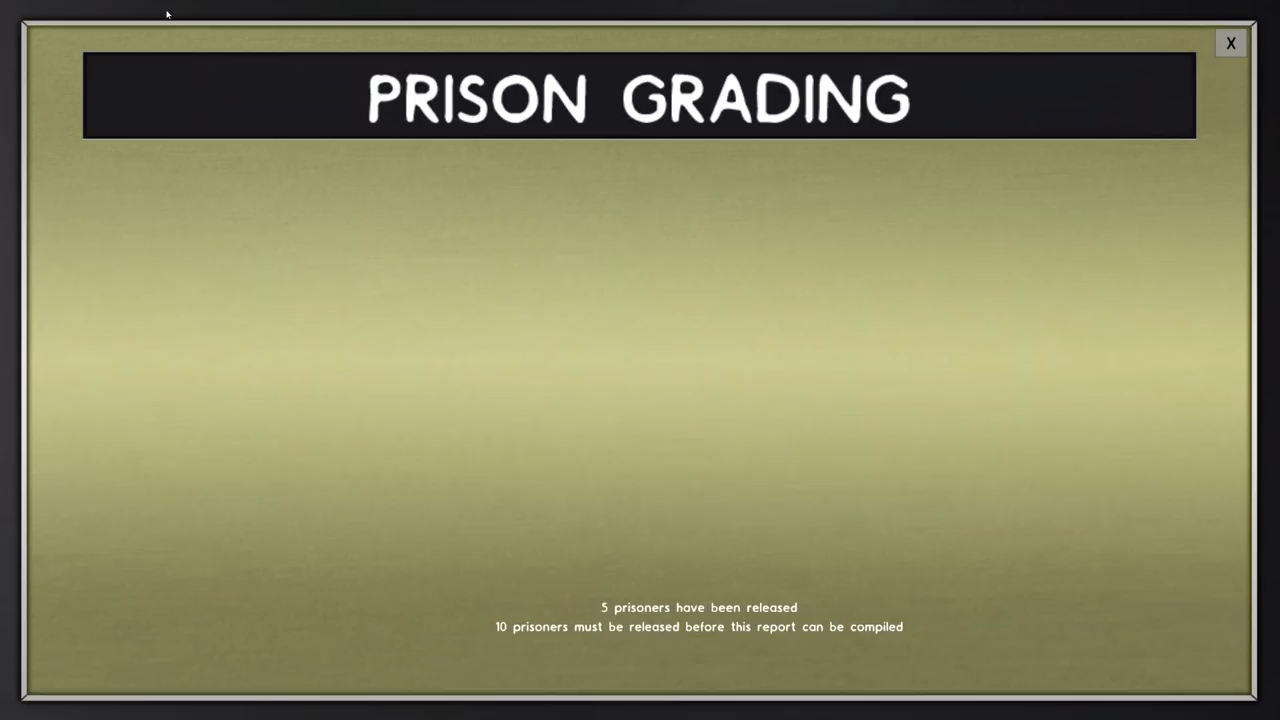 X
PRISON GRADING
5 prisoners have been released
10 prisoners must be released before this report can be compiled